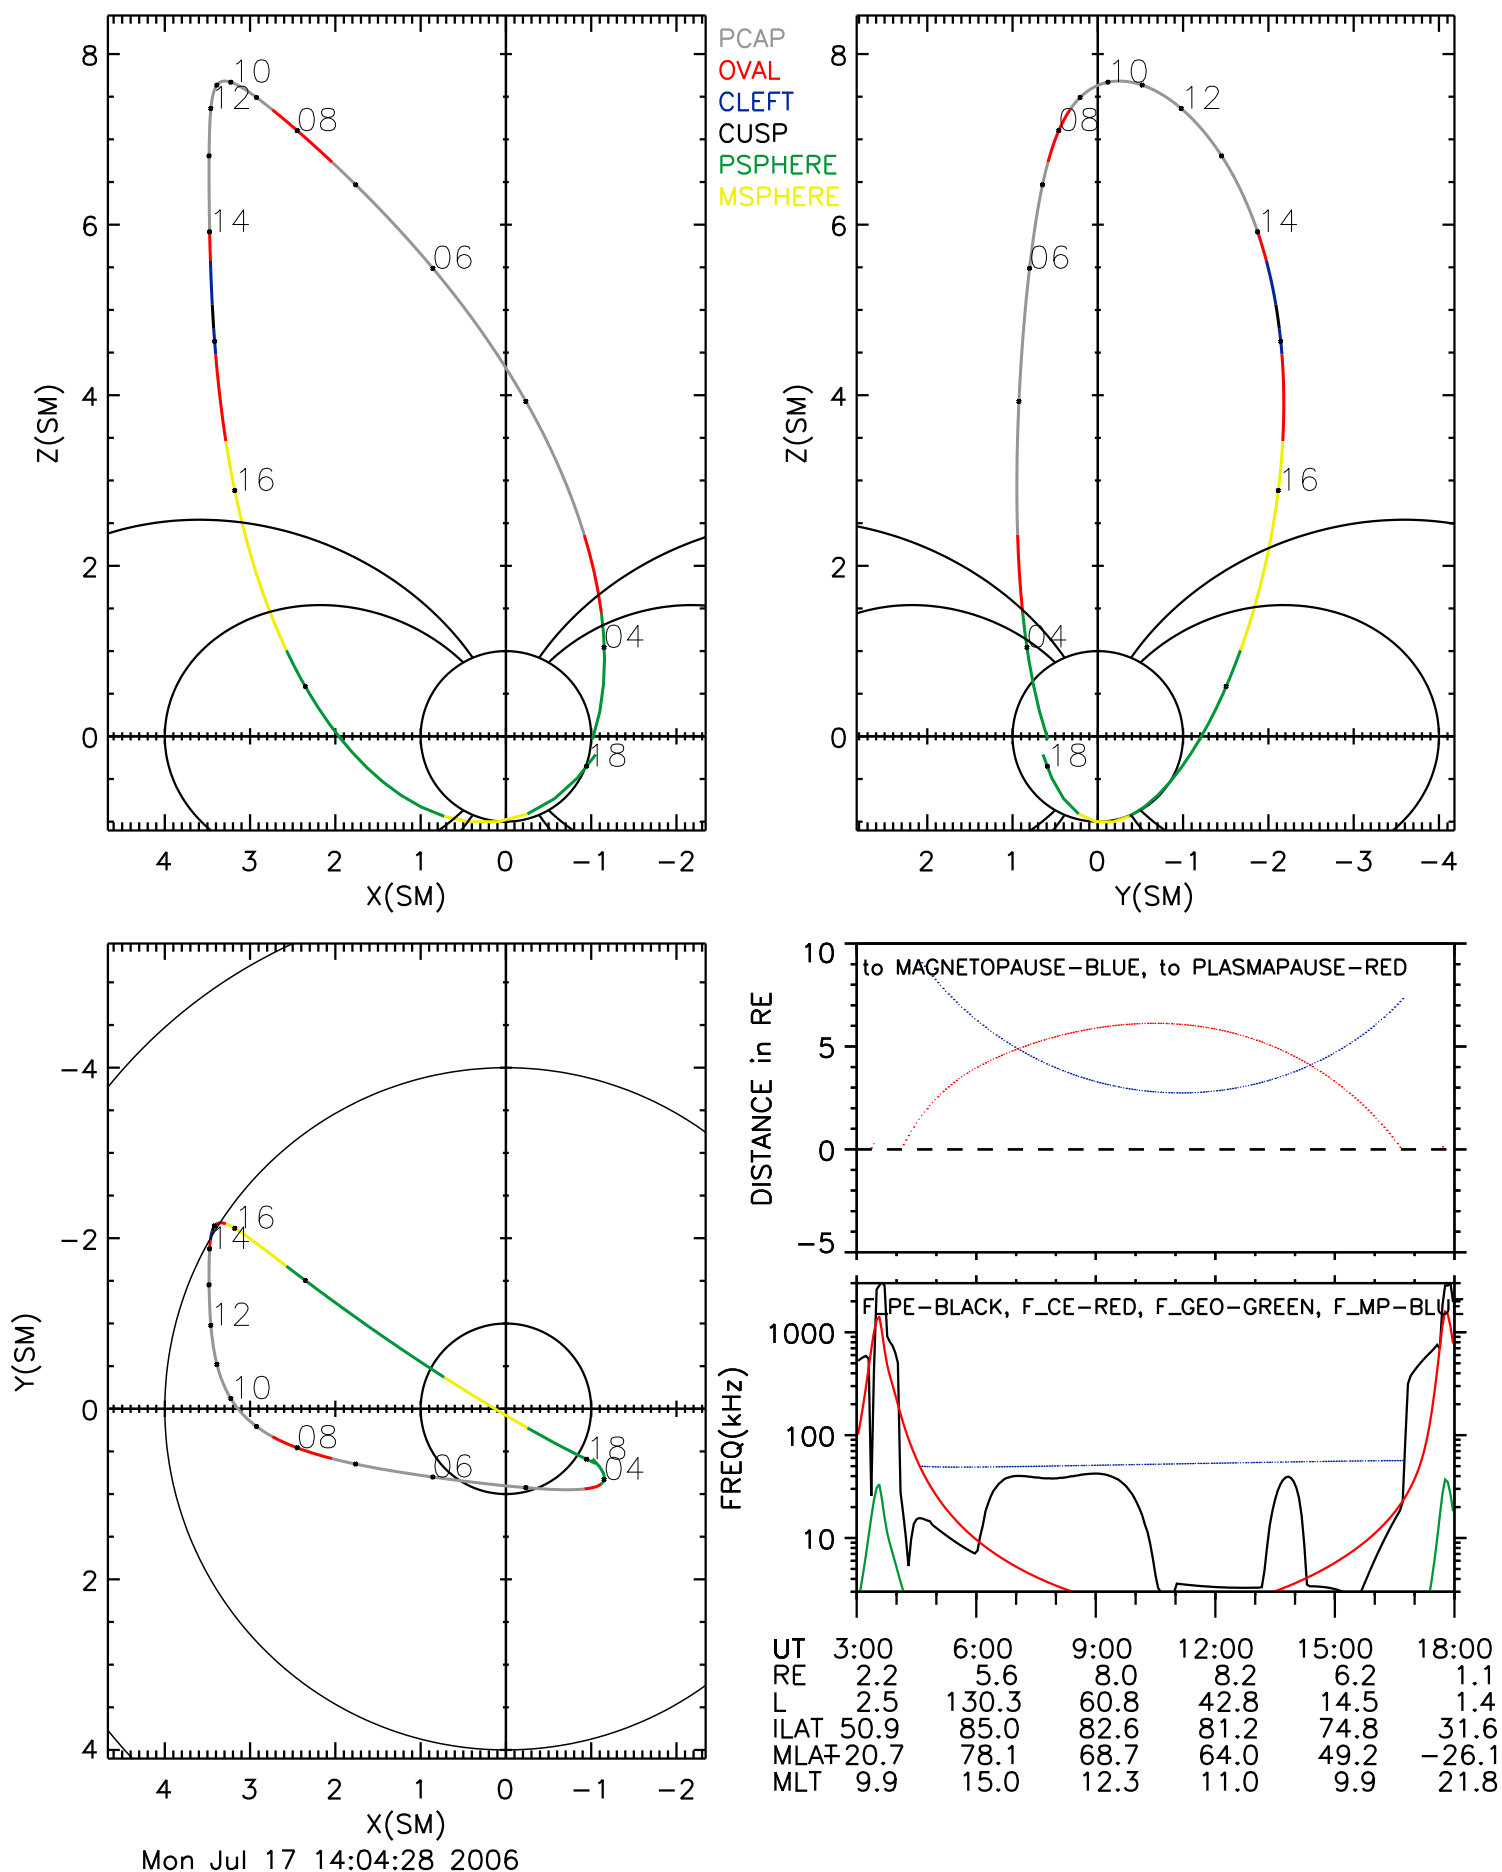 PCAP
OVAL
CLEFT
CUSP
PSPHERE
MSPHERE
8
6
4
2
0
Z(SM)
10
12
08
14
06
16
04
18
4 3 2 1 0 −1 −2
X(SM)
8
6
4
2
0
Z(SM)
10
12
08
14
06
16
04
18
2 1 0 −1 −2 −3 −4
Y(SM)
−4
−2
0
2
4
Y(SM)
16
14
12
10
08
06
18
04
4 3 2 1 0 −1 −2
X(SM)
10
5
0
−5
DISTANCE in RE
to MAGNETOPAUSE−BLUE, to PLASMAPAUSE−RED
1000
100
10
FREQ(kHz)
F_PE−BLACK, F_CE−RED, F_GEO−GREEN, F_MP−BLU
UT 3:00 6:00 9:00 12:00 15:00 18:00
RE 2.2 5.6 8.0 8.2 6.2 1.1
L 2.5 130.3 60.8 42.8 14.5 1.4
ILAT 50.9 85.0 82.6 81.2 74.8 31.6
MLAT −20.7 78.1 68.7 64.0 49.2 −26.1
MLT 9.9 15.0 12.3 11.0 9.9 21.8
Mon Jul 17 14:04:28 2006